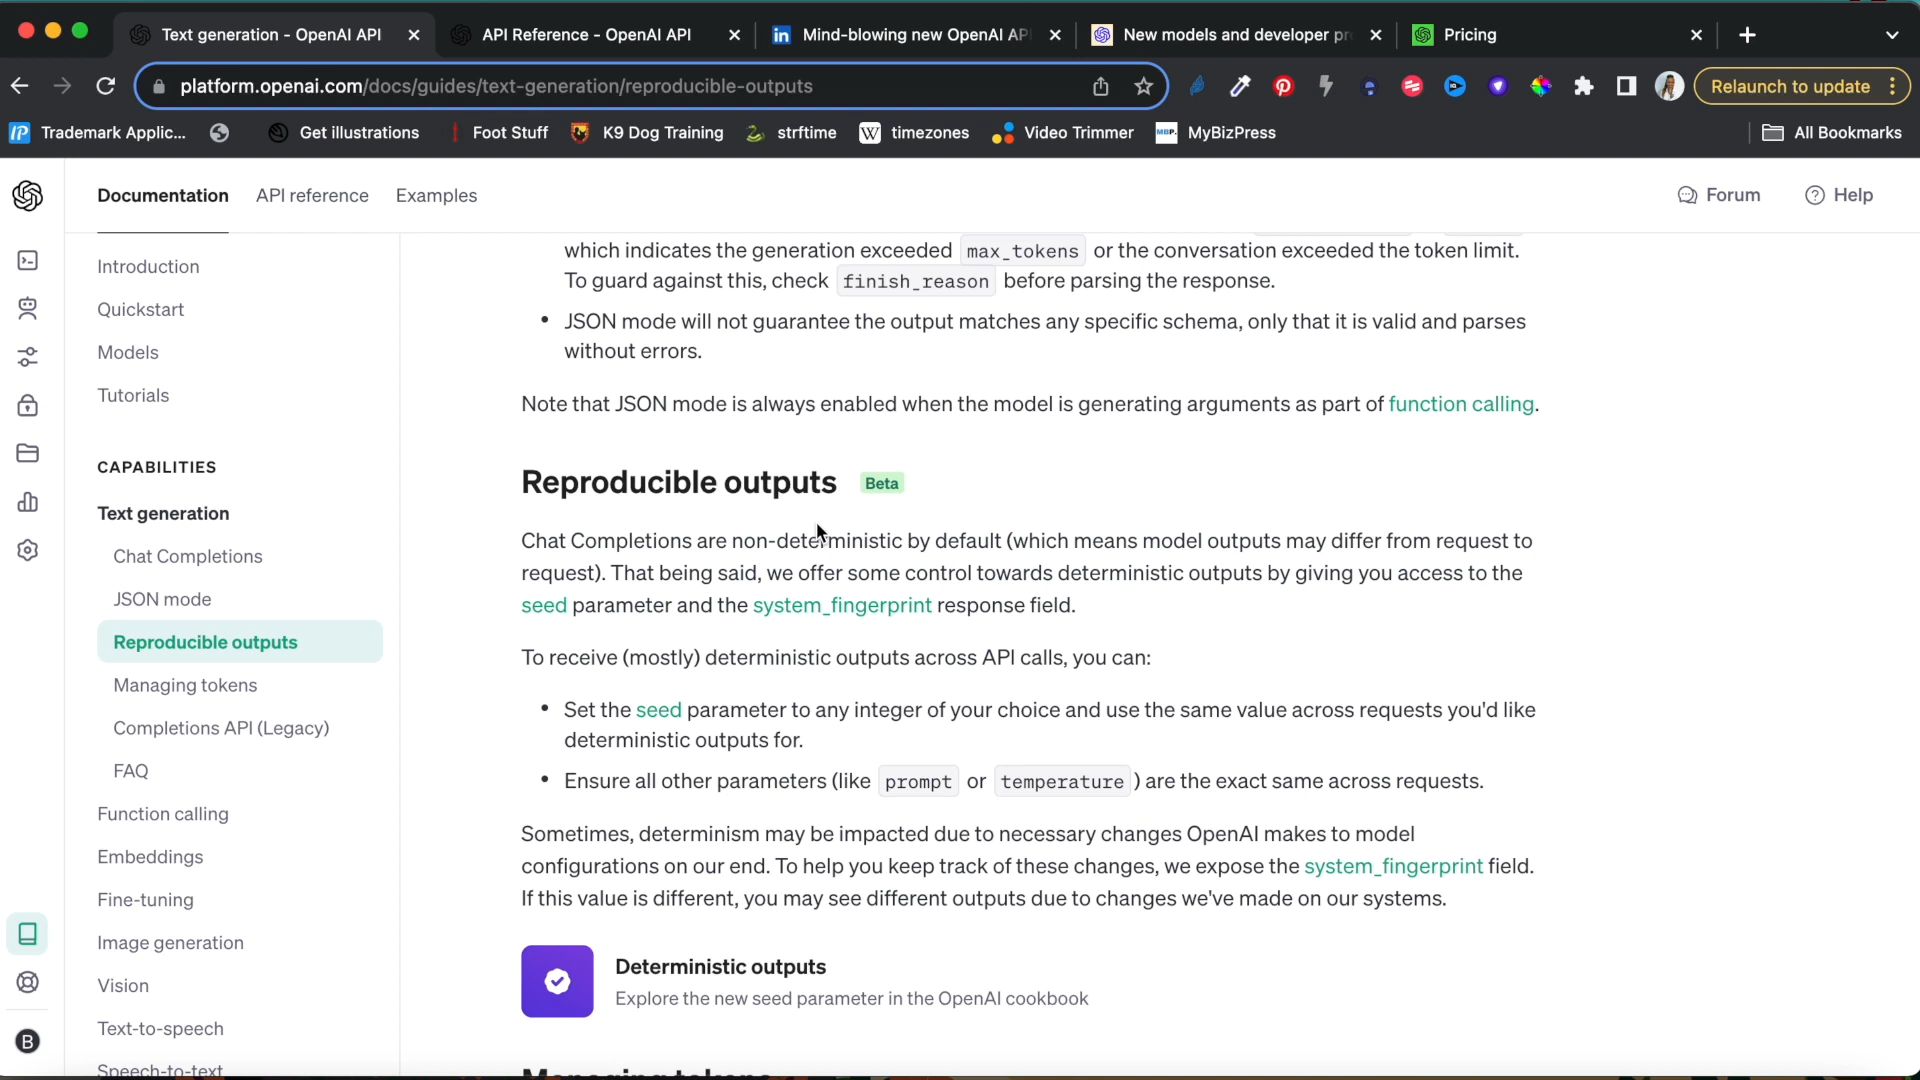 Text generation - OpenAI API
API Reference - OpenAI API
in Mind-blowing new OpenAI AP
New models and developer pr
Pricing
platform.openai.com/docs/guides/text-generation/reproducible-outputs
Relaunch to update
IP Trademark Applic...
Get illustrations
Foot Stuff
K9 Dog Training
strftime
W timezones
Video Trimmer
MBP. MyBizPress
All Bookmarks
Documentation
API reference
Examples
Forum
Help
Introduction
Quickstart
Models
Tutorials
CAPABILITIES
Text generation
Chat Completions
JSON mode
Reproducible outputs
Managing tokens
Completions API (Legacy)
FAQ
Function calling
Embeddings
Fine-tuning
Image generation
Vision
Text-to-speech
Speech-to-text
B
which indicates the generation exceeded max_tokens or the conversation exceeded the token limit.
To guard against this, check finish_reason before parsing the response.
• JSON mode will not guarantee the output matches any specific schema, only that it is valid and parses
without errors.
Note that JSON mode is always enabled when the model is generating arguments as part of function calling.
Reproducible outputs Beta
Chat Completions are non-deterministic by default (which means model outputs may differ from request to
request). That being said, we offer some control towards deterministic outputs by giving you access to the
seed parameter and the system_fingerprint response field.
To receive (mostly) deterministic outputs across API calls, you can:
• Set the seed parameter to any integer of your choice and use the same value across requests you'd like
deterministic outputs for.
• Ensure all other parameters (like prompt or temperature) are the exact same across requests.
Sometimes, determinism may be impacted due to necessary changes OpenAI makes to model
configurations on our end. To help you keep track of these changes, we expose the system_fingerprint field.
If this value is different, you may see different outputs due to changes we've made on our systems.
Deterministic outputs
Explore the new seed parameter in the OpenAI cookbook
Managing tokens